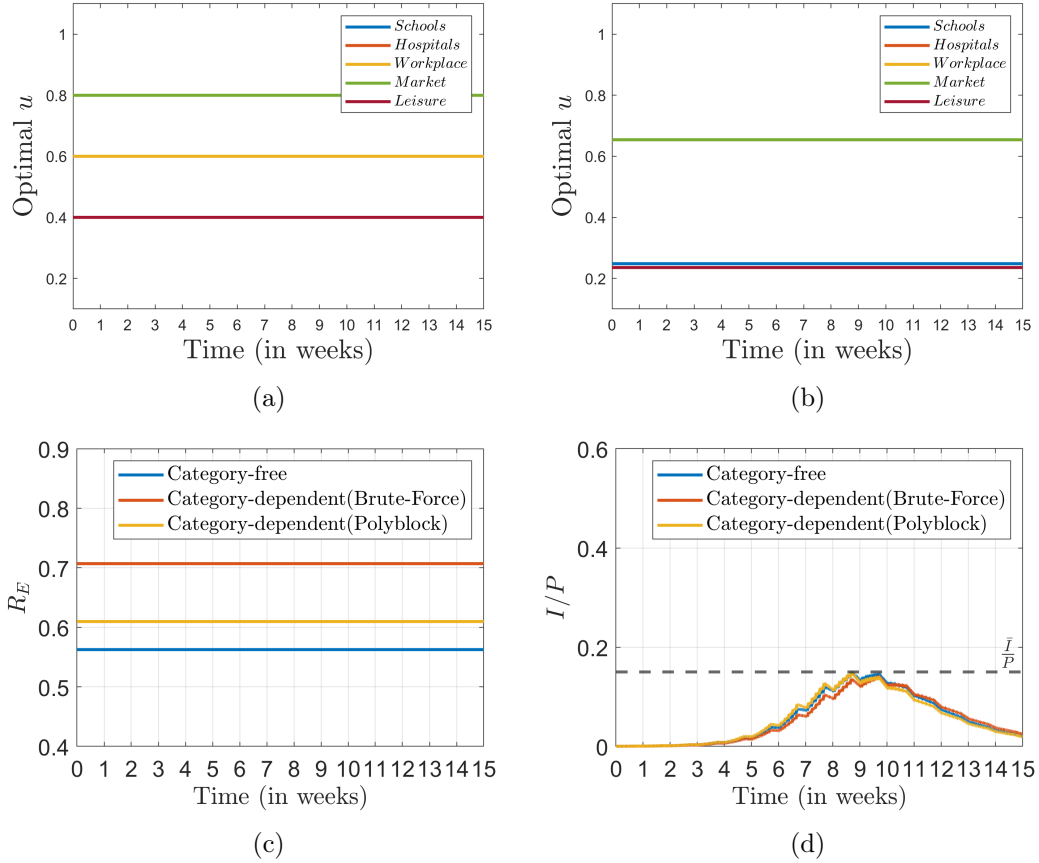 Optimal u
1
0.8
0.6
0.4
0.2
Schools
Hospitals
Workplace
Market
Leisure
0 1 2 3 4 5 6 7 8 9 10 11 12 13 14 15
Time (in weeks)
(a)
Optimal u
1
0.8
0.6
0.4
0.2
Schools
Hospitals
Workplace
Market
Leisure
0 1 2 3 4 5 6 7 8 9 10 11 12 13 14 15
Time (in weeks)
(b)
R_E
0.9
0.8
0.7
0.6
0.5
0.4
Category-free
Category-dependent(Brute-Force)
Category-dependent(Polyblock)
0 1 2 3 4 5 6 7 8 9 10 11 12 13 14 15
Time (in weeks)
(c)
I/P
0.6
0.4
0.2
0
Category-free
Category-dependent(Brute-Force)
Category-dependent(Polyblock)
Ī/P
0 1 2 3 4 5 6 7 8 9 10 11 12 13 14 15
Time (in weeks)
(d)